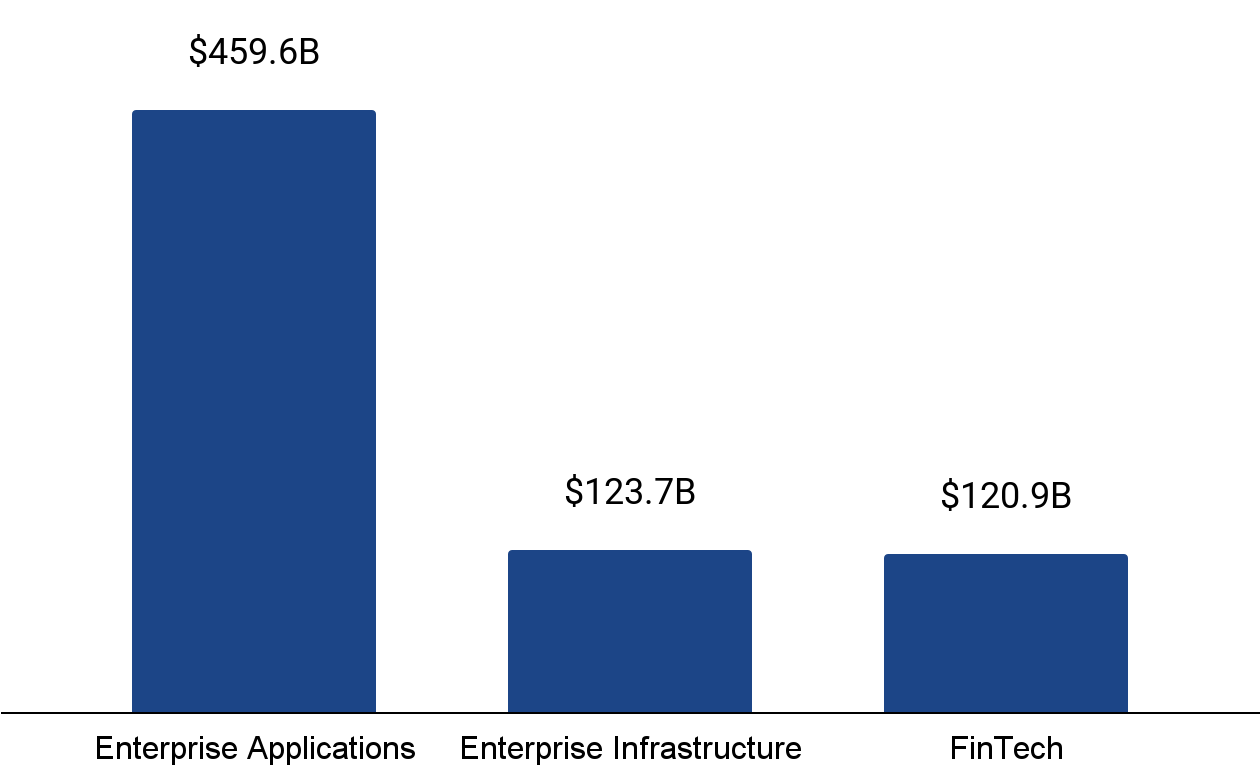 $459.6B
$123.7B
$120.9B
Enterprise Applications
Enterprise Infrastructure
FinTech